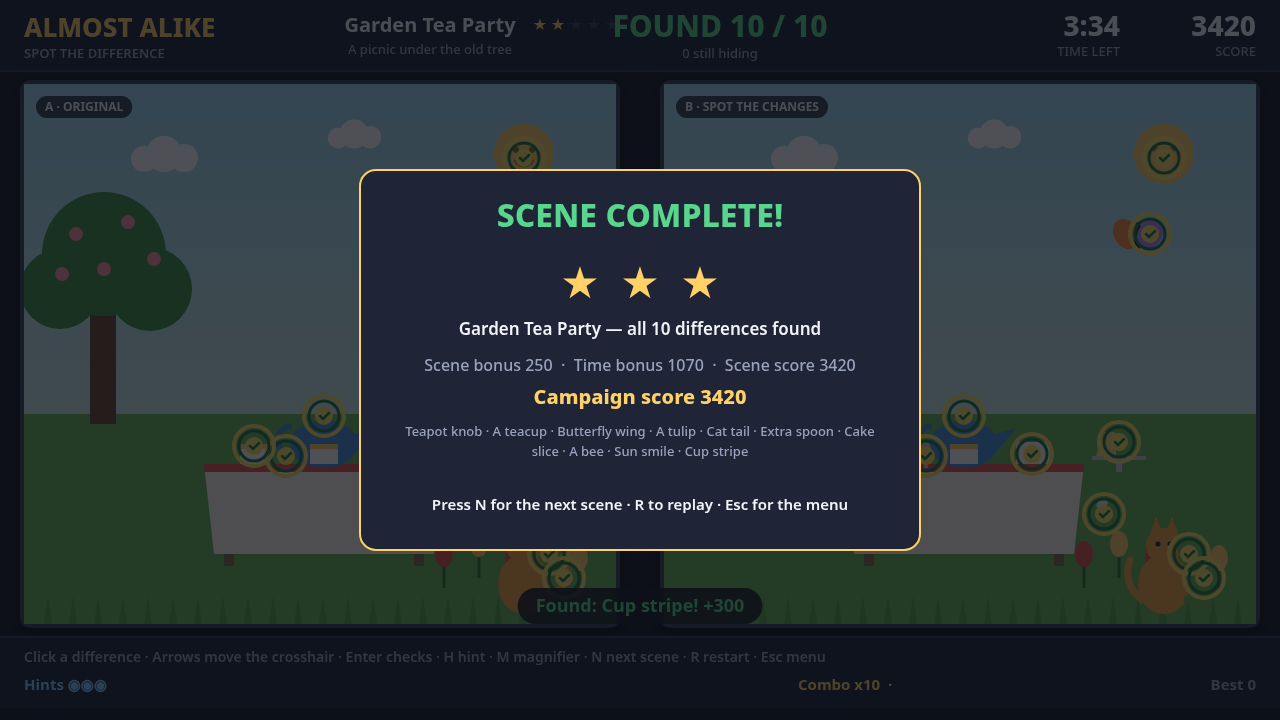 ALMOST ALIKE
SPOT THE DIFFERENCE
Garden Tea Party ★★★★★
A picnic under the old tree
FOUND 10 / 10
0 still hiding
3:34
TIME LEFT
3420
SCORE
A · ORIGINAL
B · SPOT THE CHANGES
SCENE COMPLETE!
★ ★ ★
Garden Tea Party — all 10 differences found
Scene bonus 250 · Time bonus 1070 · Scene score 3420
Campaign score 3420
Teapot knob · A teacup · Butterfly wing · A tulip · Cat tail · Extra spoon · Cake
slice · A bee · Sun smile · Cup stripe
Press N for the next scene · R to replay · Esc for the menu
Found: Cup stripe! +300
Click a difference · Arrows move the crosshair · Enter checks · H hint · M magnifier · N next scene · R restart · Esc menu
Hints ◉◉◉
Combo x10 ·
Best 0